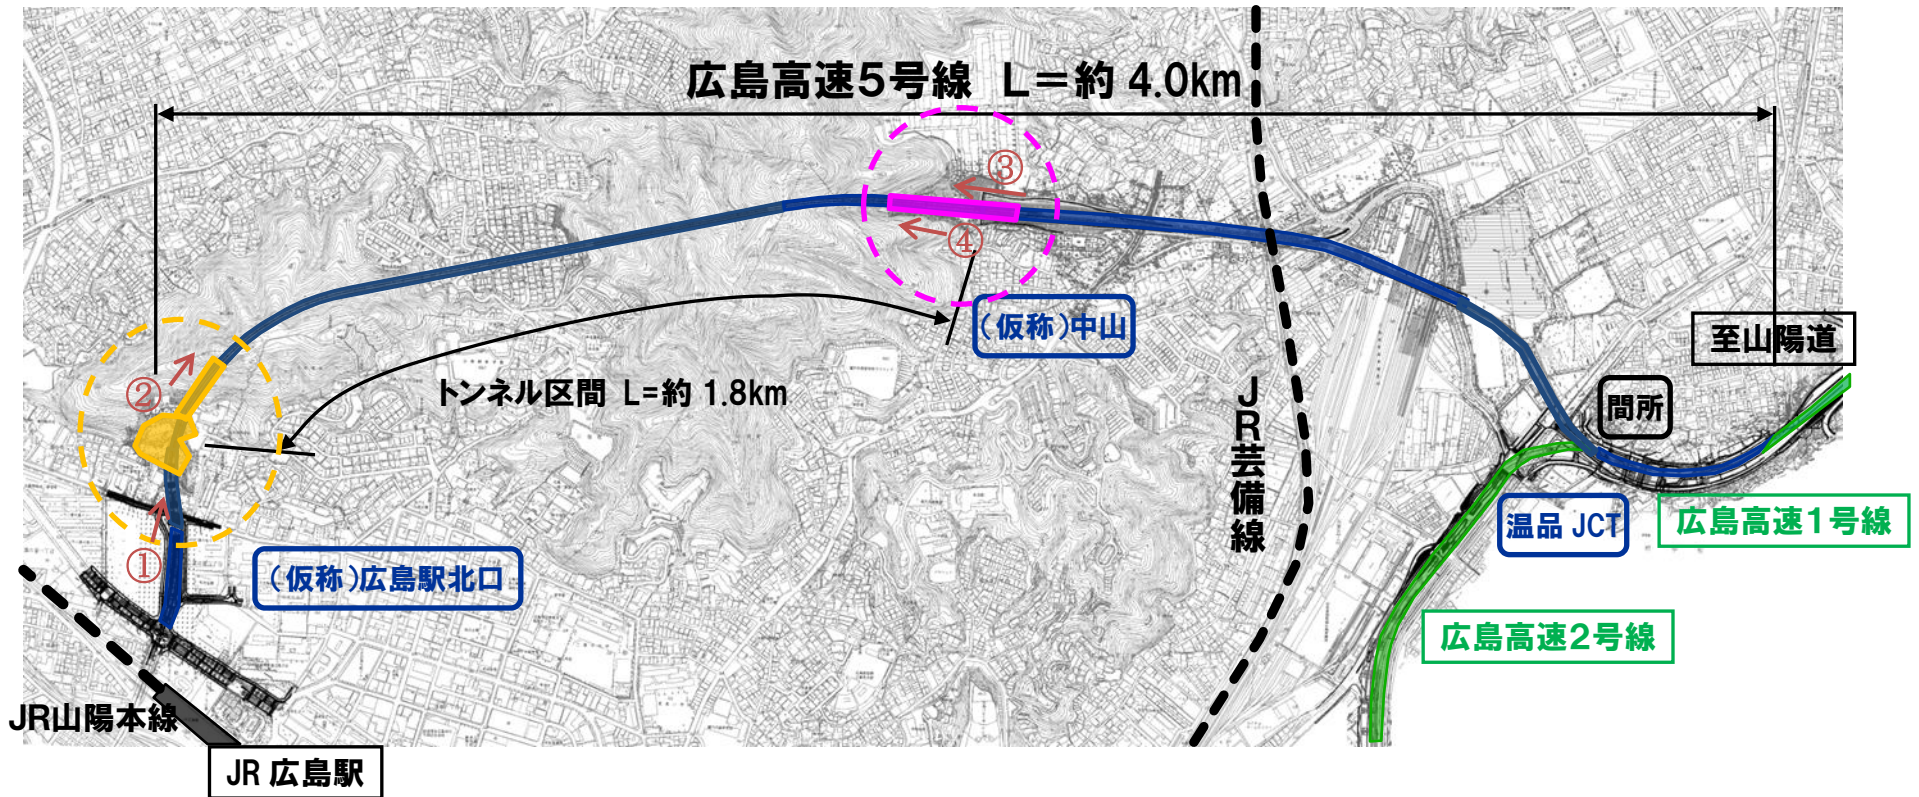 広島高速5号線 L＝約 4.0km
③
④
(仮称)中山
至山陽道
②
トンネル区間 L=約 1.8km
JR芸備線
間所
①
(仮称)広島駅北口
温品 JCT
広島高速1号線
広島高速2号線
JR山陽本線
JR 広島駅